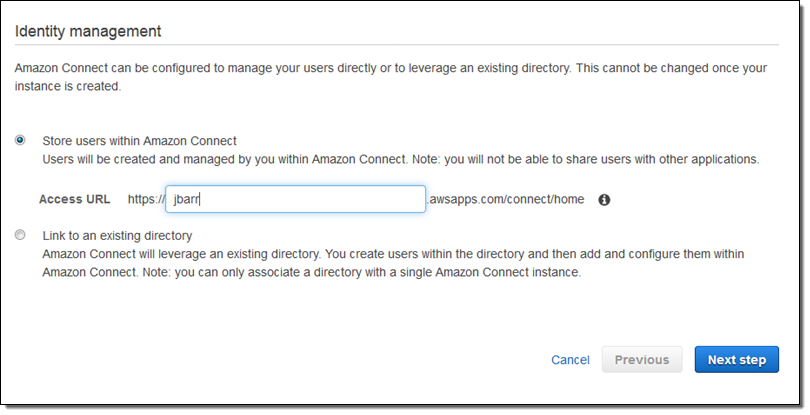 Identity management
Amazon Connect can be configured to manage your users directly or to leverage an existing directory. This cannot be changed once your
instance is created.
Store users within Amazon Connect
Users will be created and managed by you within Amazon Connect. Note: you will not be able to share users with other applications.
Access URL https:// jbarr .awsapps.com/connect/home
Link to an existing directory
Amazon Connect will leverage an existing directory. You create users within the directory and then add and configure them within
Amazon Connect. Note: you can only associate a directory with a single Amazon Connect instance.
Cancel Previous Next step